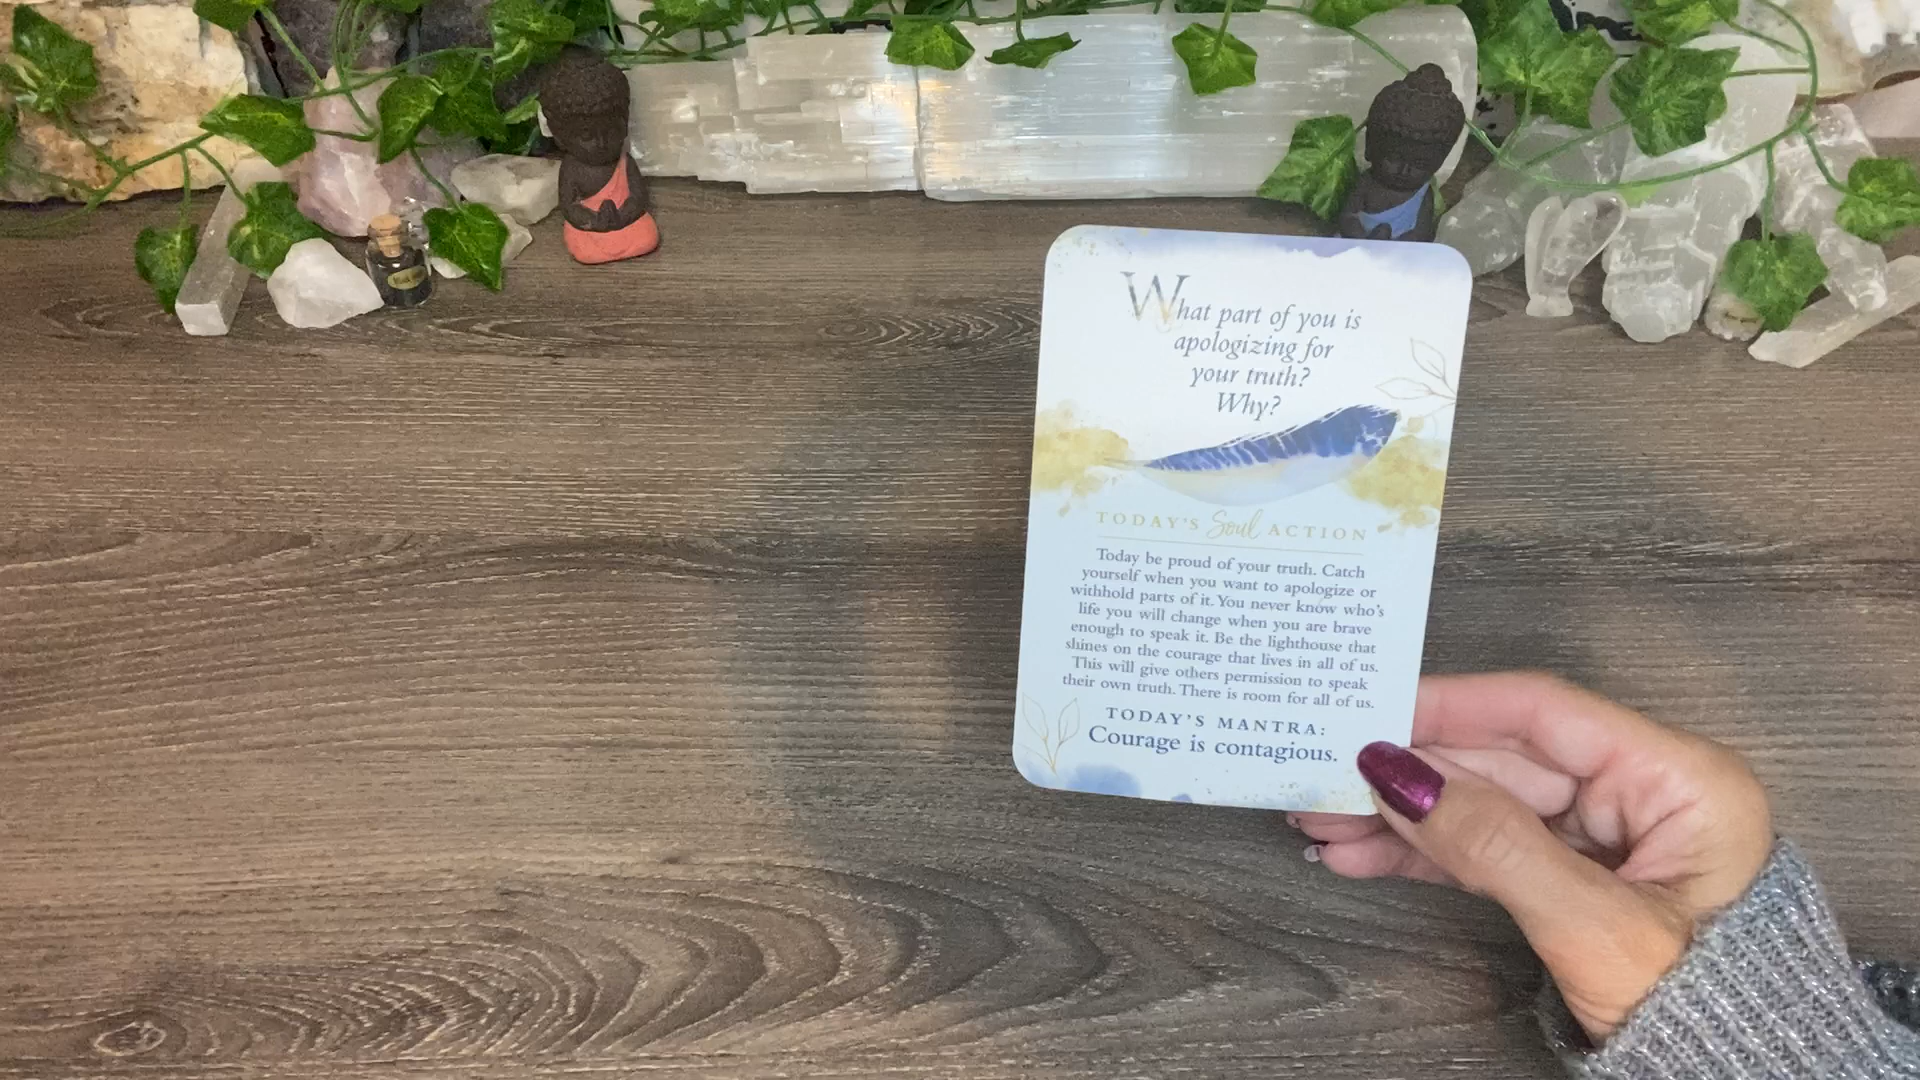 What part of you is
apologizing for
your truth?
Why?
TODAY'S Soul ACTION
Today be proud of your truth. Catch
yourself when you want to apologize or
withhold parts of it. You never know who's
life you will change when you are brave
enough to speak it. Be the lighthouse that
shines on the courage that lives in all of us.
This will give others permission to speak
their own truth. There is room for all of us.
TODAY'S MANTRA:
Courage is contagious.